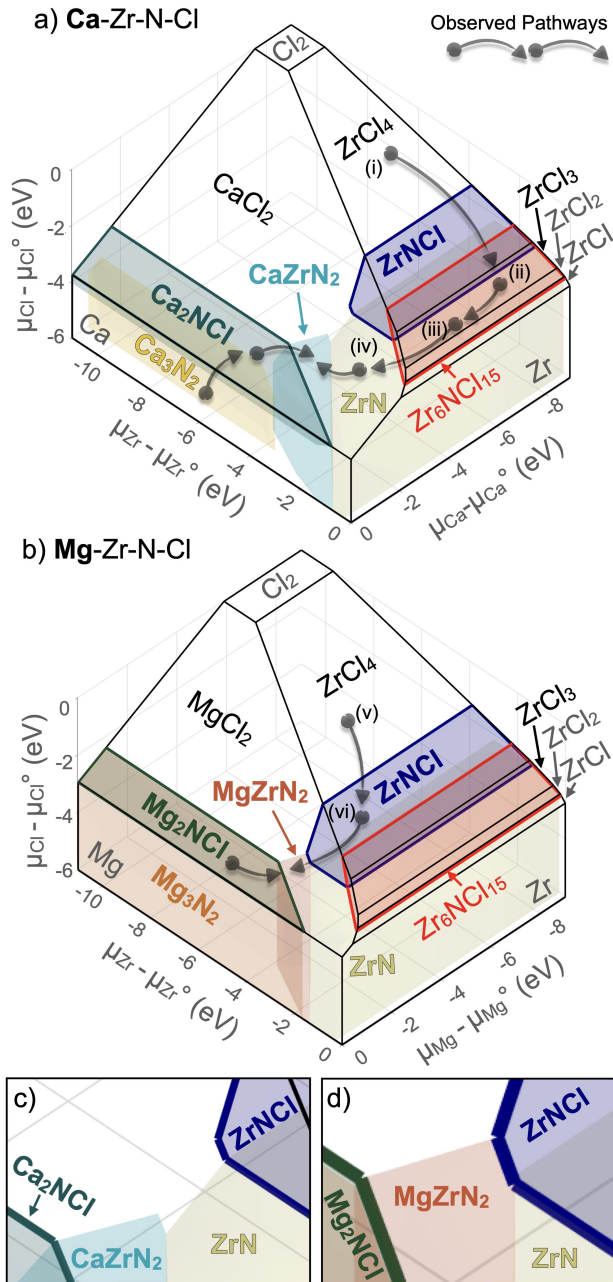 a) Ca-Zr-N-Cl
Observed Pathways
Cl₂
ZrCl₄
(i)
CaCl₂
ZrCl₃
ZrCl₂
ZrCl
ZrNCl
(ii)
CaZrN₂
Ca₂NCl
(iii)
(iv)
Ca
Ca₃N₂
ZrN
Zr₆NCl₁₅
Zr
μCl - μCl° (eV)
0
-2
-4
-6
-10
-8
-6
-4
-2
0
μZr - μZr° (eV)
0
-2
-4
-6
-8
μCa-μCa° (eV)
b) Mg-Zr-N-Cl
Cl₂
ZrCl₄
(v)
MgCl₂
ZrCl₃
ZrCl₂
ZrCl
ZrNCl
MgZrN₂
(vi)
Mg₂NCl
Mg
Mg₃N₂
ZrN
Zr₆NCl₁₅
Zr
μCl - μCl° (eV)
0
-2
-4
-6
-10
-8
-6
-4
-2
0
μZr - μZr° (eV)
0
-2
-4
-6
-8
μMg - μMg° (eV)
c)
ZrNCl
Ca₂NCl
CaZrN₂
ZrN
d)
ZrNCl
MgZrN₂
Mg₂NCl
ZrN